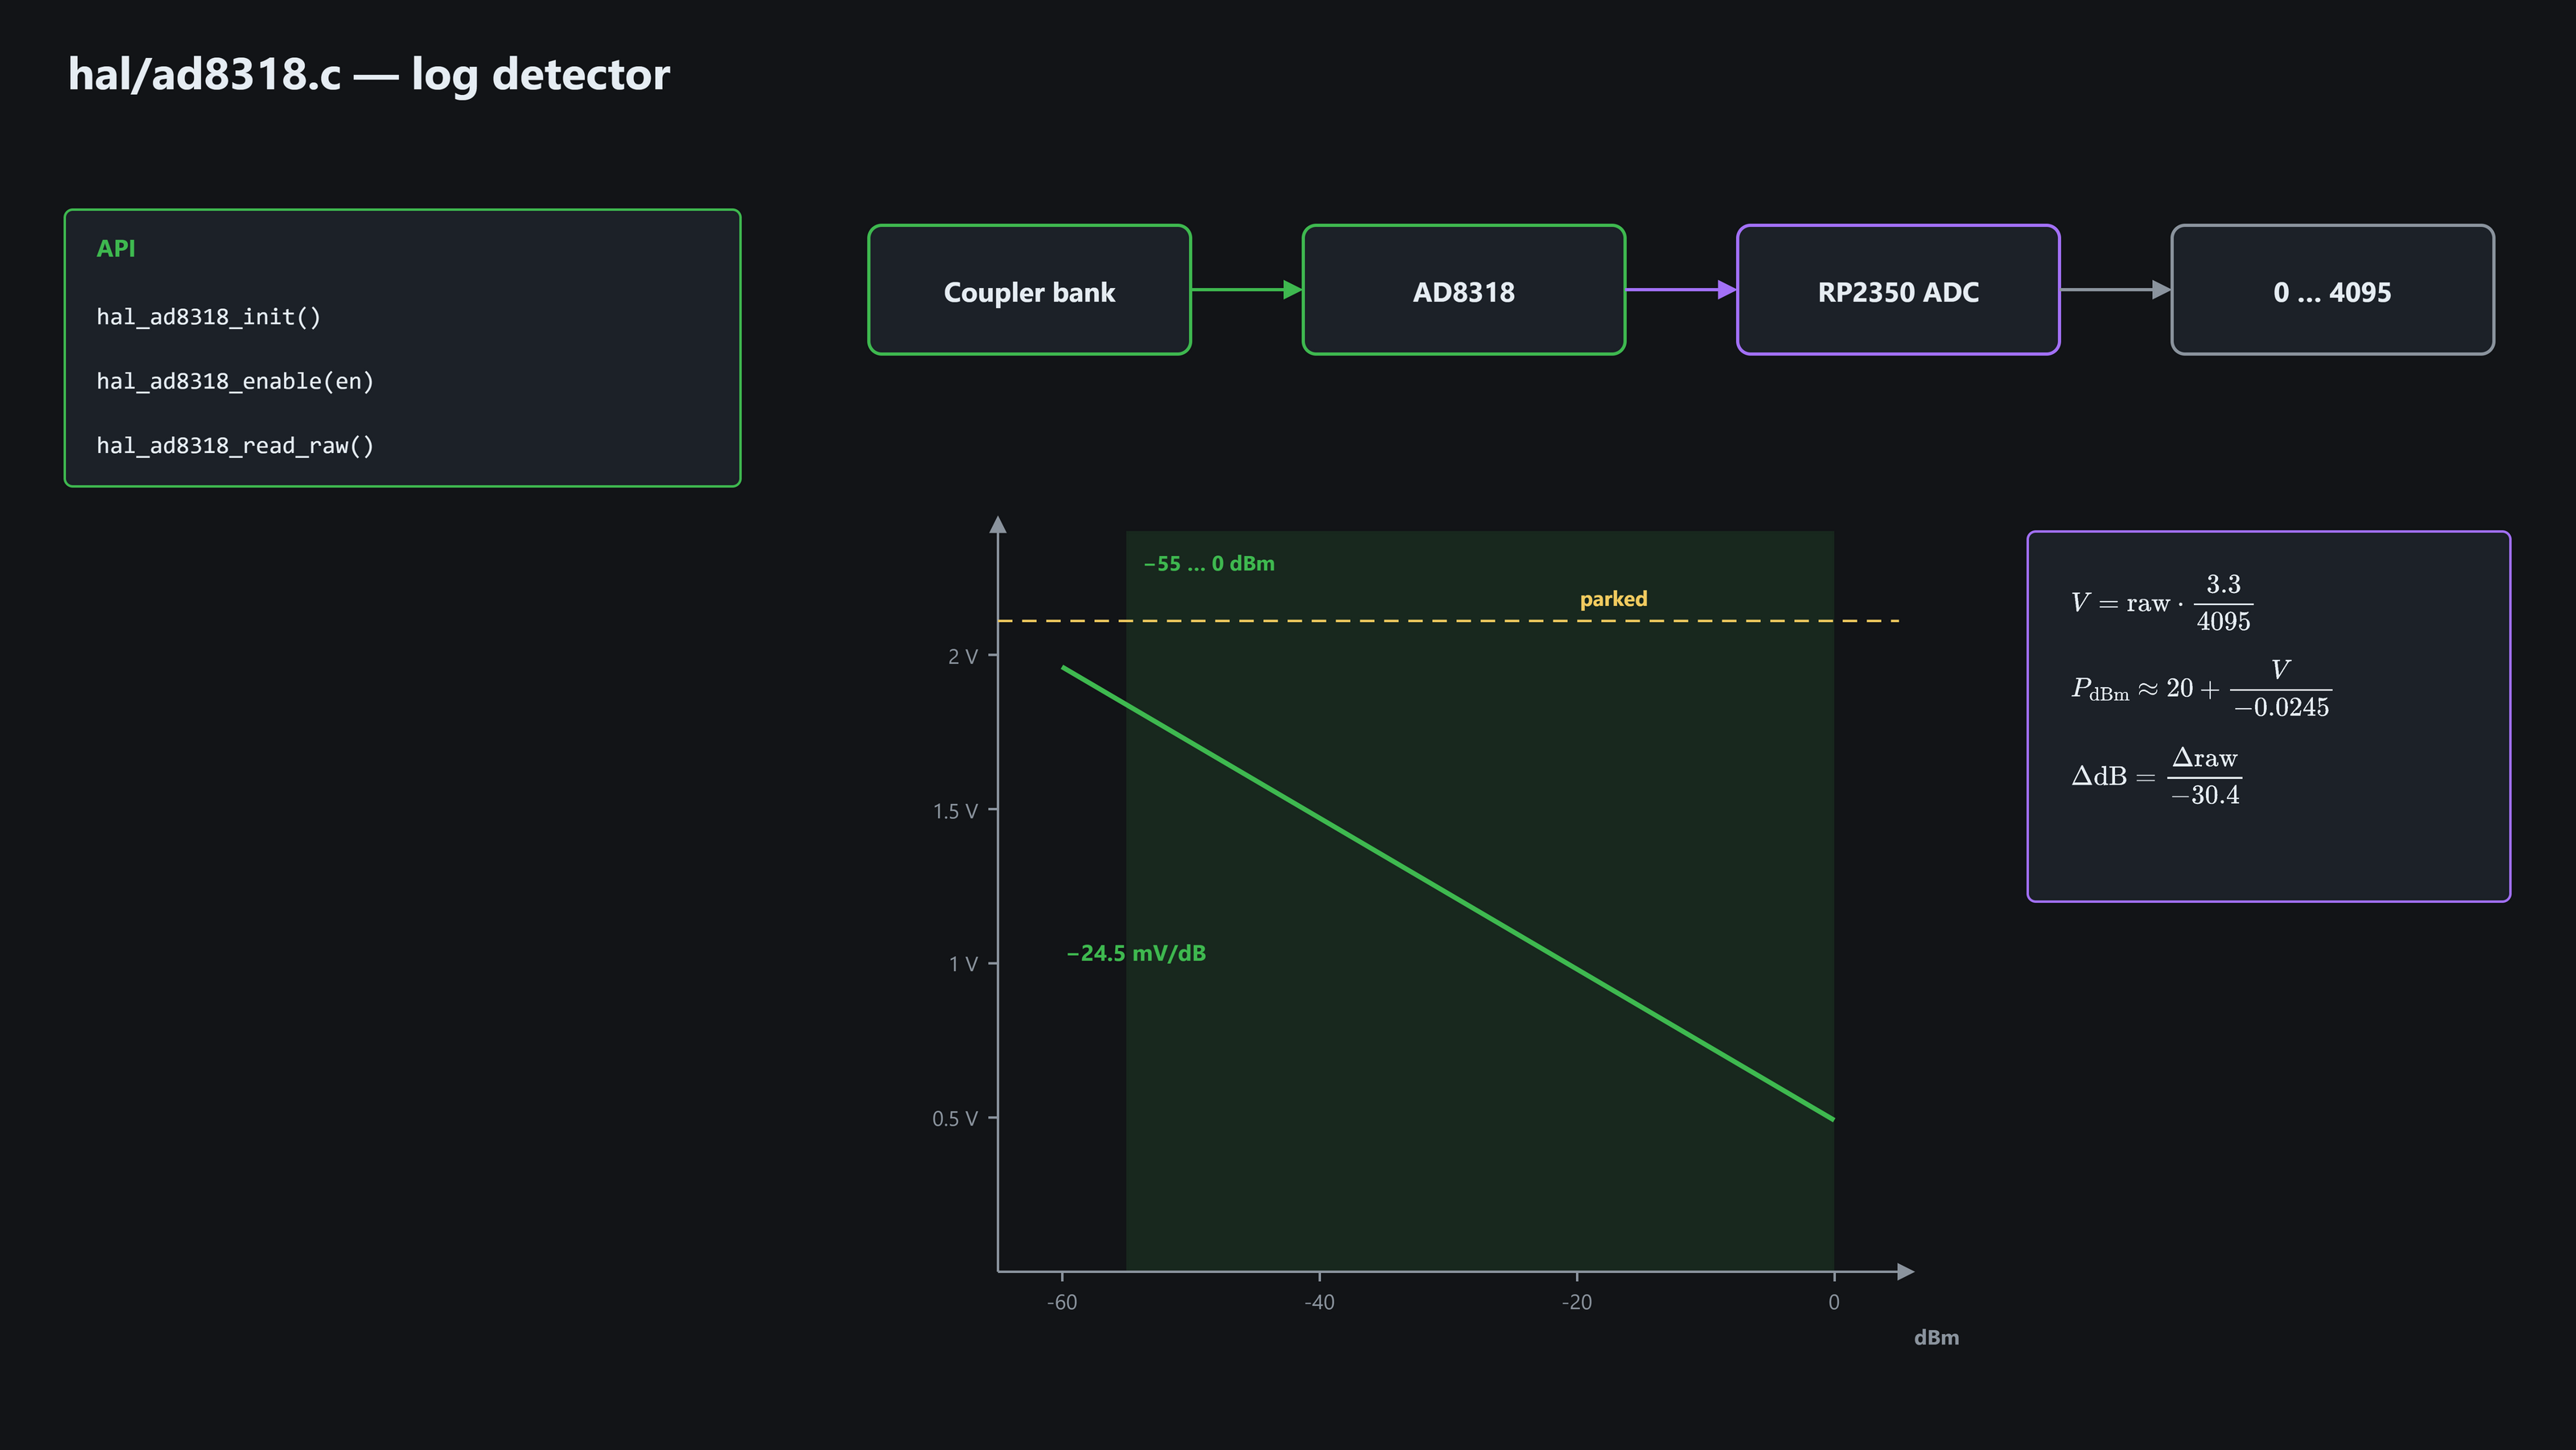 hal/ad8318.c — log detector
API
hal_ad8318_init()
hal_ad8318_enable(en)
hal_ad8318_read_raw()
Coupler bank
AD8318
RP2350 ADC
0 ... 4095
−55 ... 0 dBm
parked
2 V
1.5 V
1 V
0.5 V
−24.5 mV/dB
-60
-40
-20
0
dBm
V = raw · 3.3/4095
P_dBm ≈ 20 + V/−0.0245
ΔdB = Δraw/−30.4